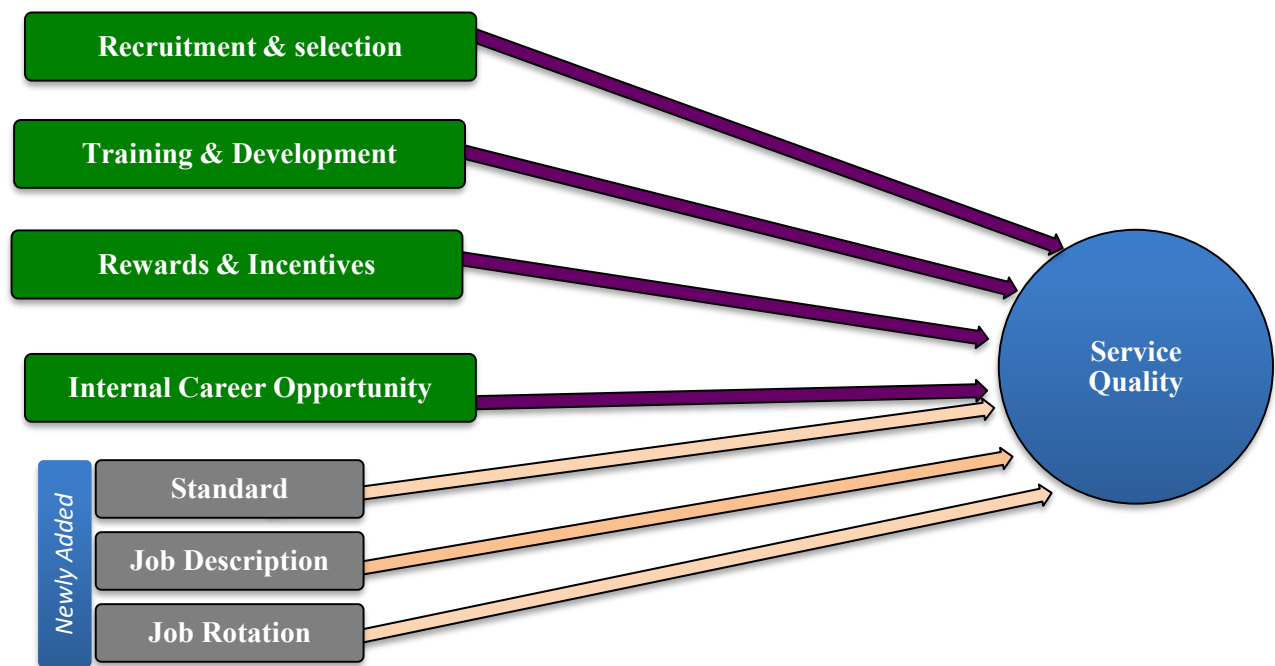 Recruitment & selection
Training & Development
Rewards & Incentives
Internal Career Opportunity
Service
Quality
Newly Added
Standard
Job Description
Job Rotation